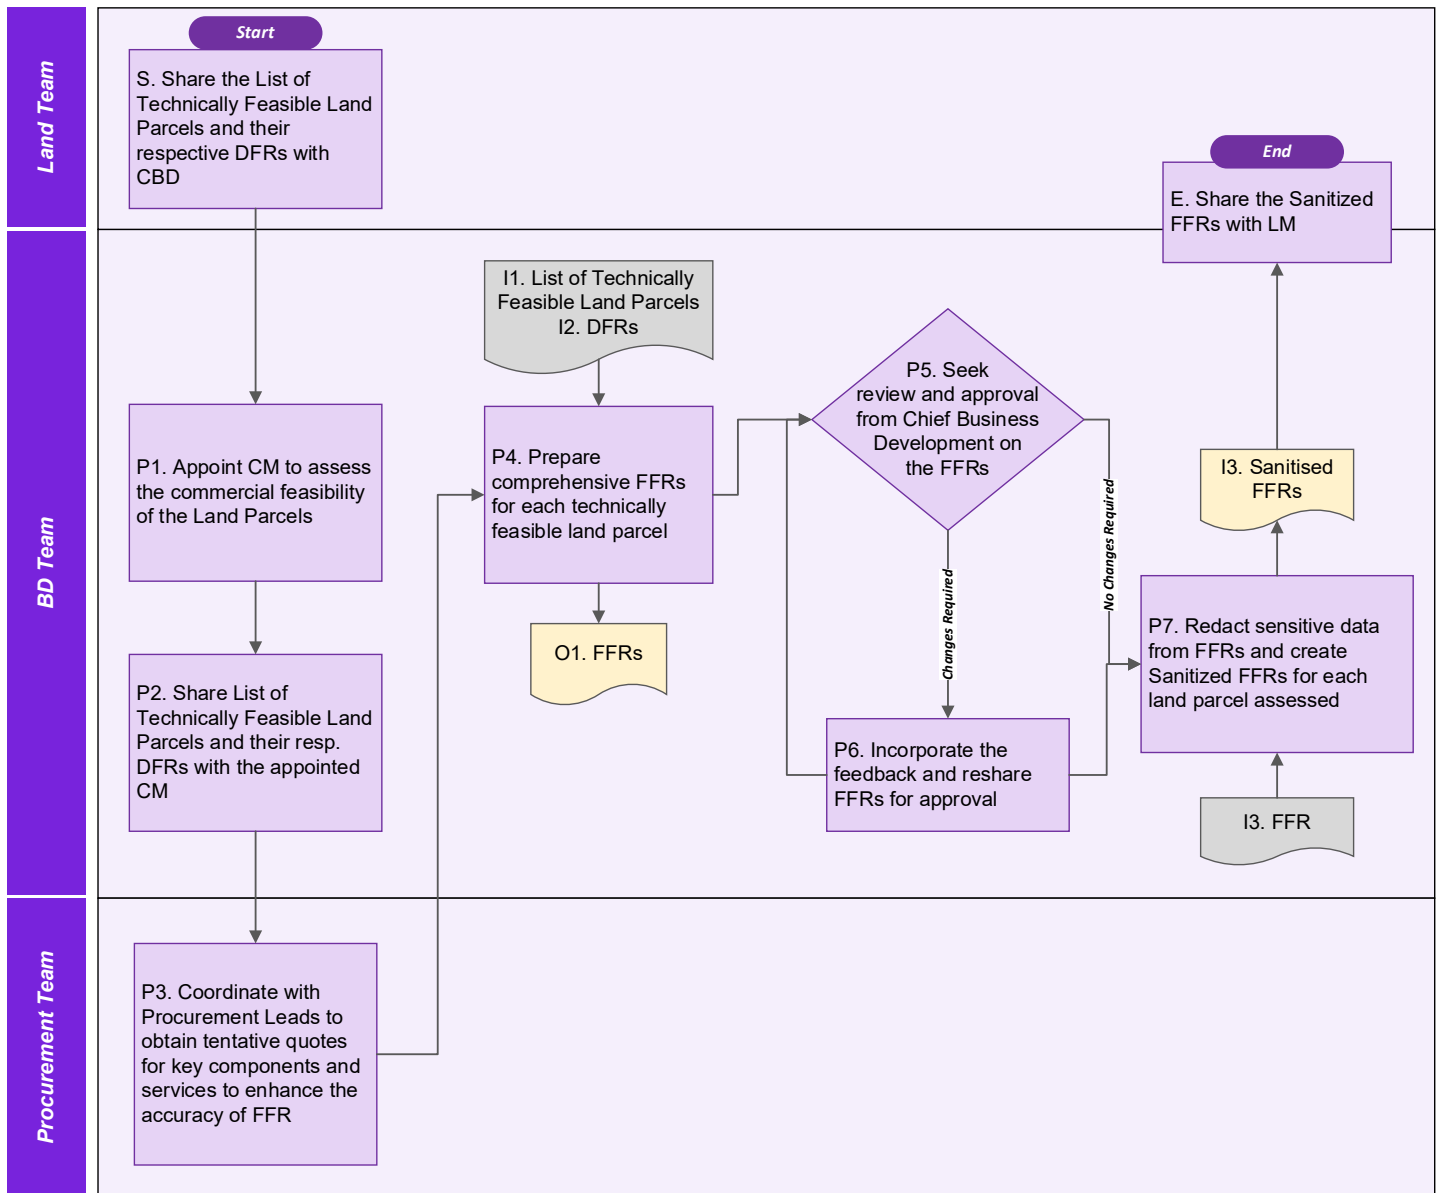 Land Team
Start
S. Share the List of
Technically Feasible Land
Parcels and their
respective DFRs with
CBD
End
E. Share the Sanitized
FFRs with LM
BD Team
P1. Appoint CM to assess
the commercial feasibility
of the Land Parcels
P2. Share List of
Technically Feasible Land
Parcels and their resp.
DFRs with the appointed
CM
I1. List of Technically
Feasible Land Parcels
I2. DFRs
P4. Prepare
comprehensive FFRs
for each technically
feasible land parcel
O1. FFRs
P5. Seek
review and approval
from Chief Business
Development on
the FFRs
Changes Required
No Changes Required
P6. Incorporate the
feedback and reshare
FFRs for approval
I3. Sanitised
FFRs
P7. Redact sensitive data
from FFRs and create
Sanitized FFRs for each
land parcel assessed
I3. FFR
Procurement Team
P3. Coordinate with
Procurement Leads to
obtain tentative quotes
for key components and
services to enhance the
accuracy of FFR